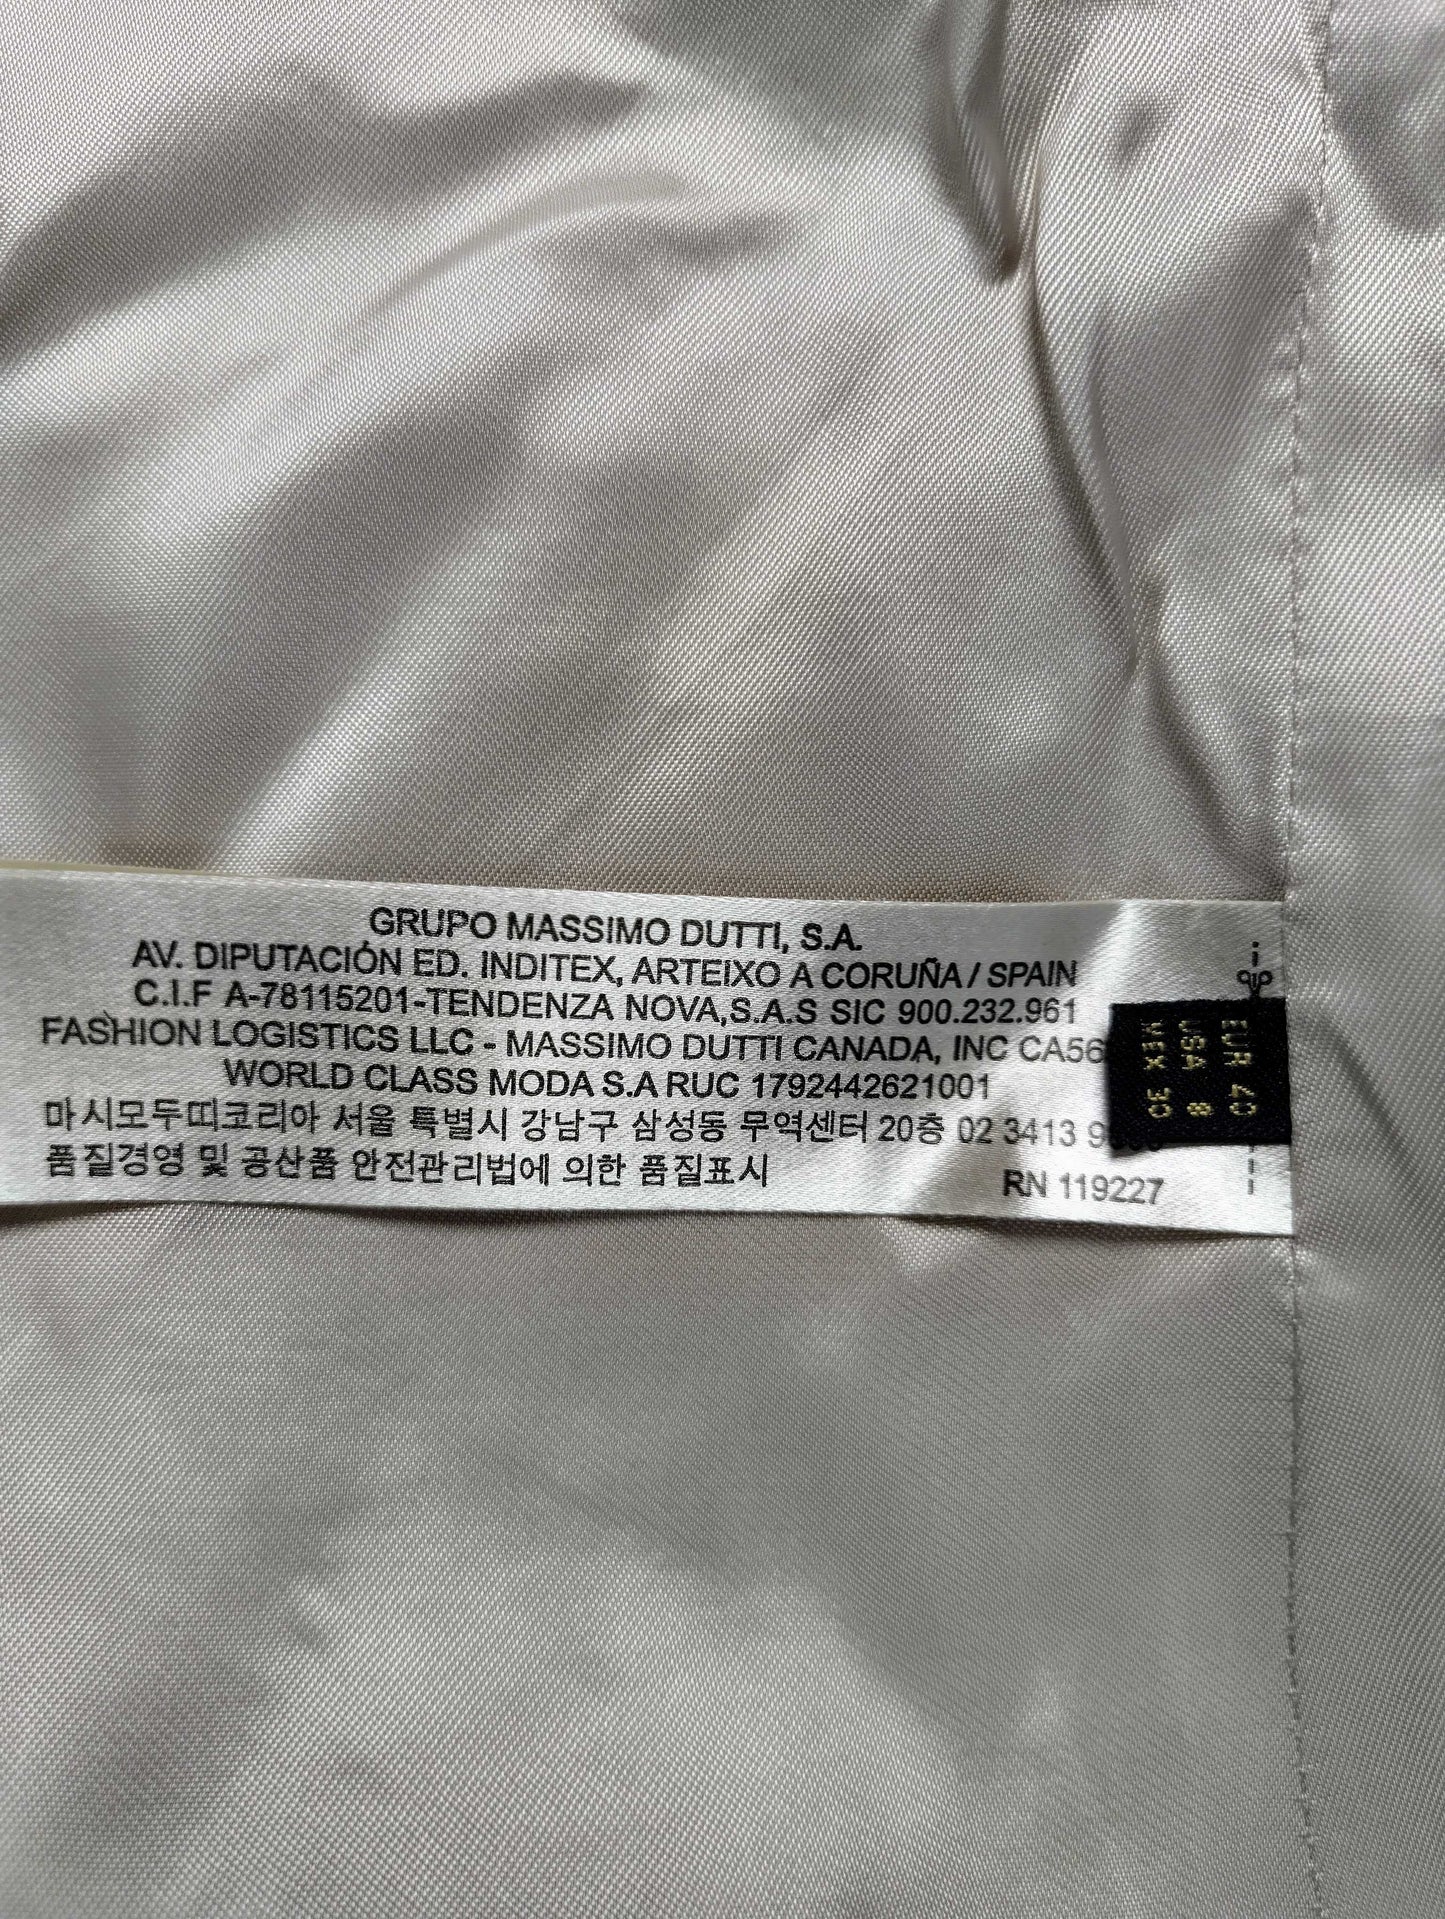 GRUPO MASSIMO DUTTI, S.A.
AV. DIPUTACIÓN ED. INDITEX, ARTEIXO A CORUÑA / SPAIN
C.I.F A-78115201-TENDENZA NOVA,S.A.S SIC 900.232.961
FASHION LOGISTICS LLC - MASSIMO DUTTI CANADA, INC CA56
WORLD CLASS MODA S.A RUC 1792442621001
마시모두띠코리아 서울 특별시 강남구 삼성동 무역센터 20층 02 3413
품질경영 및 공산품 안전관리법에 의한 품질표시
RN 119227
EUR 40
USA 8
MEX 30